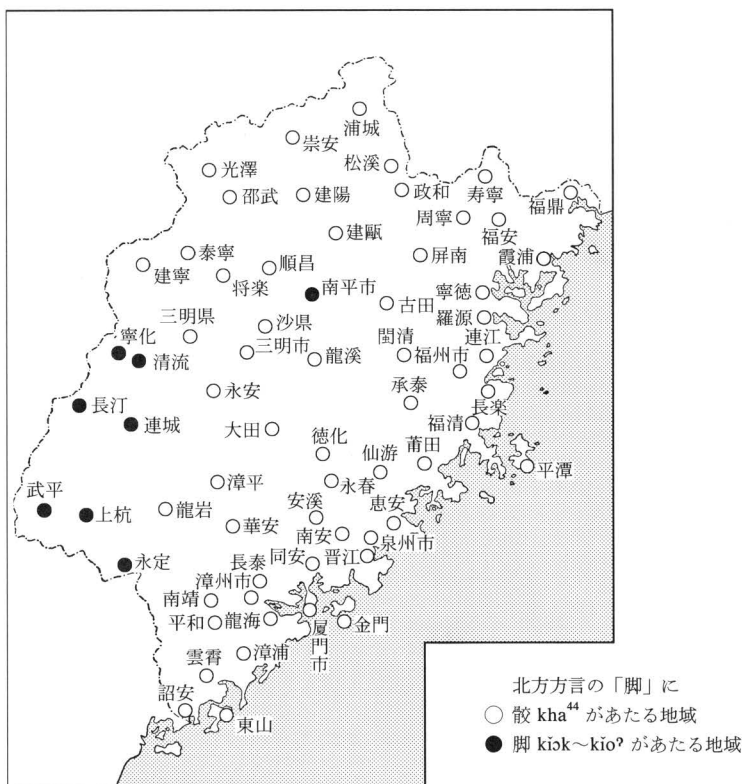 浦城
崇安
松溪
光澤
邵武
建陽
政和
寿寧
福鼎
周寧
福安
建甌
屏南
霞浦
泰寧
建寧
順昌
将楽
南平市
寧徳
古田
羅源
三明県
沙県
寧化
清流
三明市
龍溪
閩清
福州市
連江
永安
長汀
連城
承泰
長楽
大田
福清
徳化
仙游
莆田
平潭
漳平
永春
武平
上杭
龍岩
安溪
恵安
華安
南安
泉州市
永定
長泰
同安
晋江
漳州市
南靖
平和
龍海
厦門市
金門
雲霄
漳浦
詔安
東山
北方方言の「脚」に
○ 骹 kha⁴⁴ があたる地域
● 脚 kǐɔk～kǐoʔ があたる地域